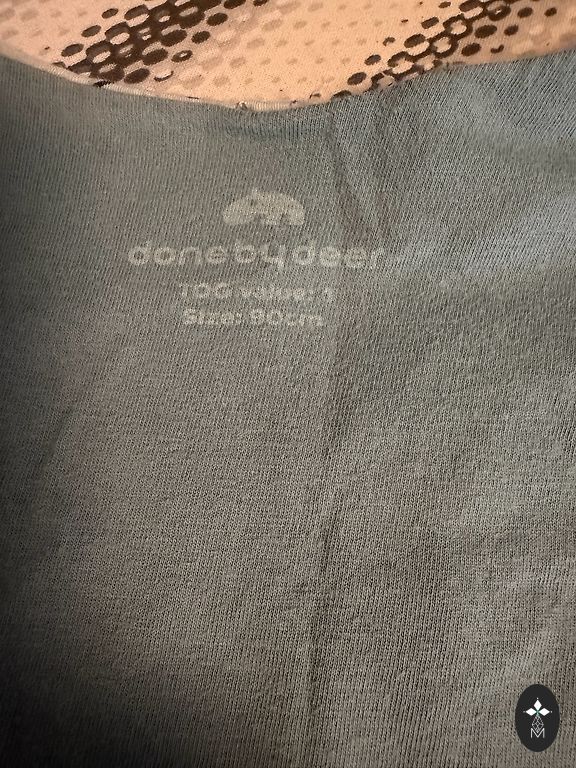 donebydeer
TOG value: 1
Size: 90cm